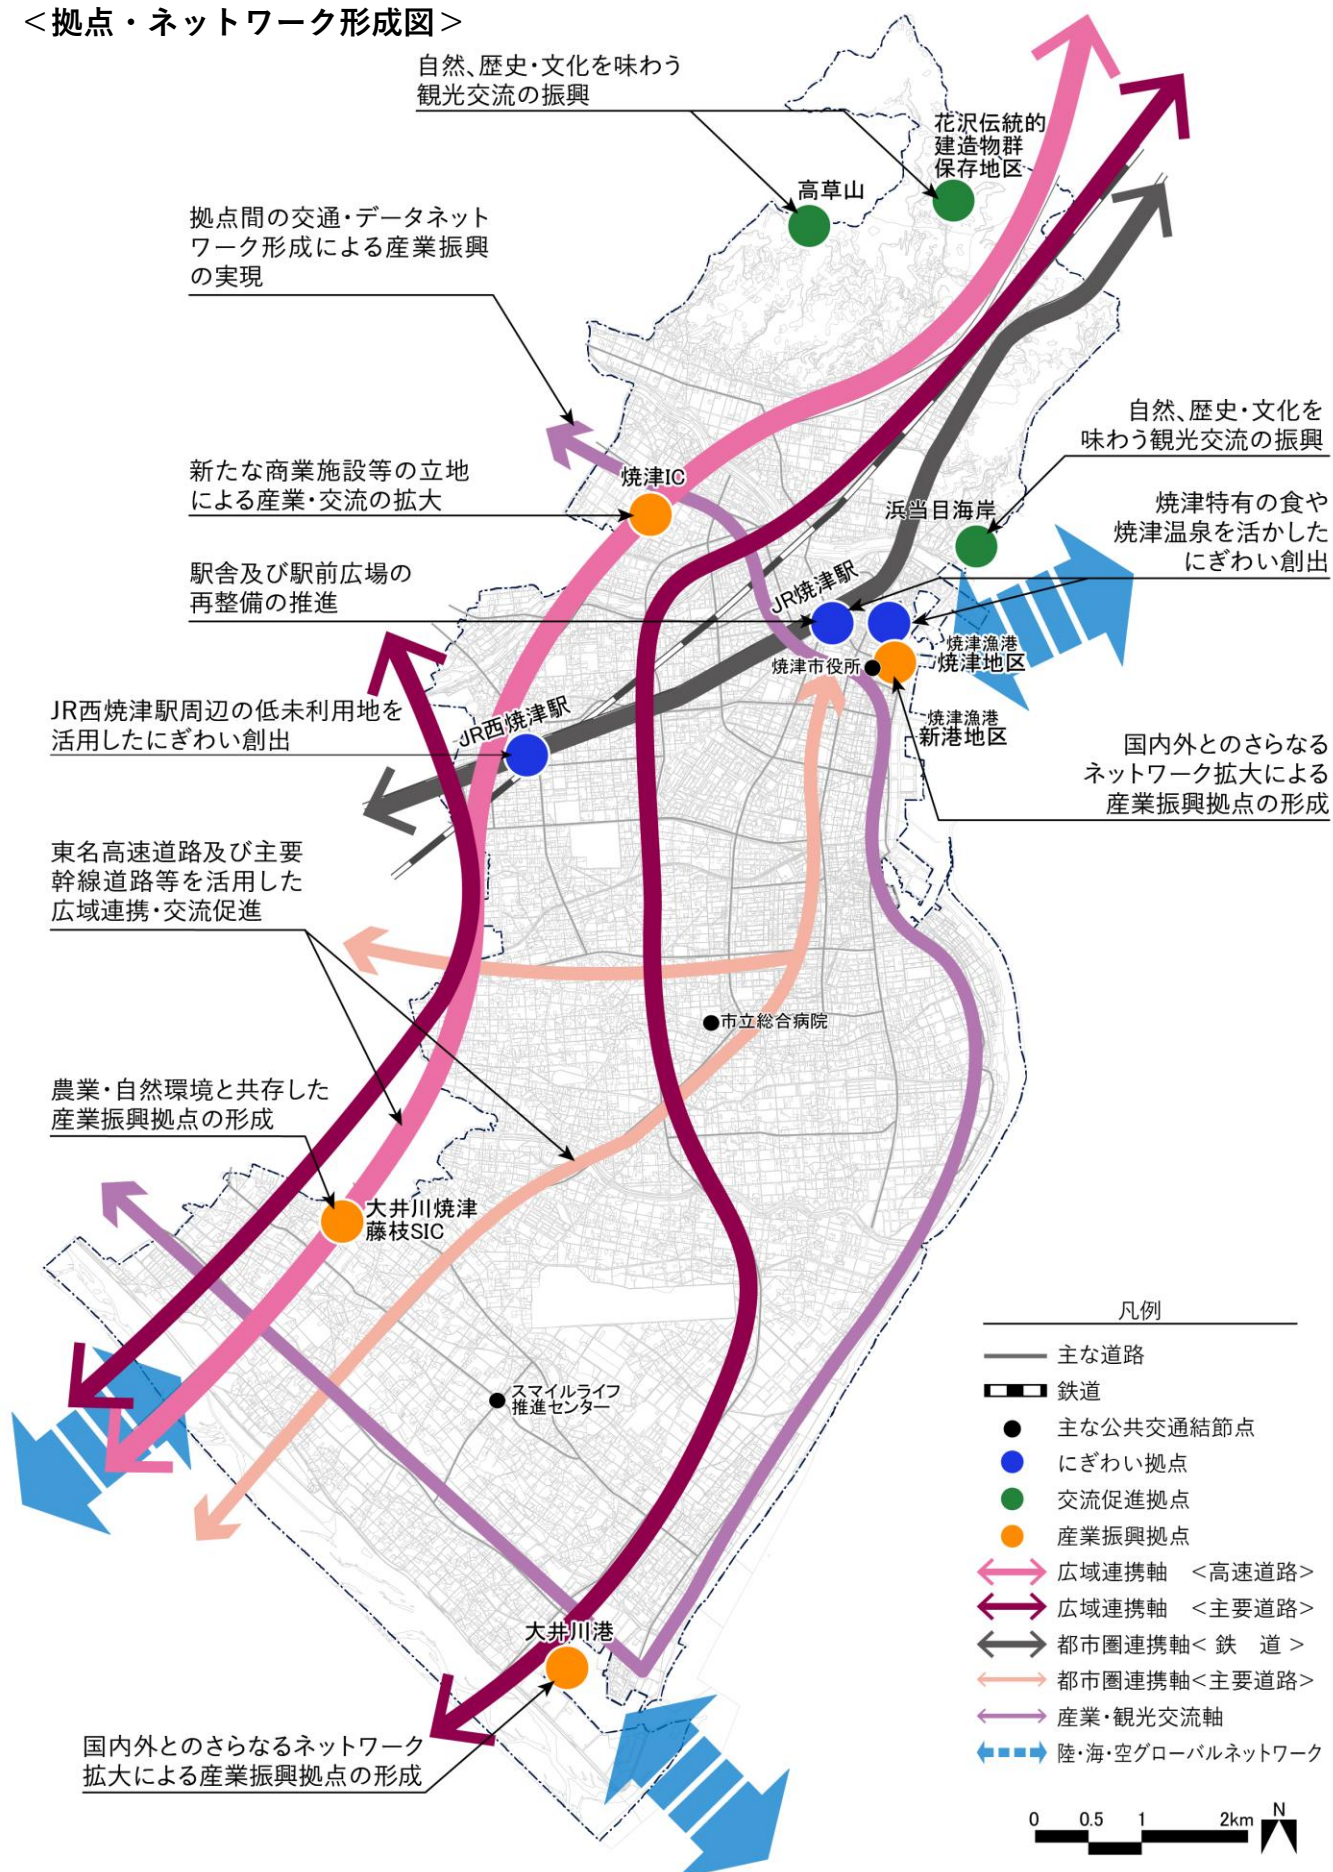 ＜拠点・ネットワーク形成図＞
自然、歴史・文化を味わう
観光交流の振興
花沢伝統的
建造物群
保存地区
高草山
拠点間の交通・データネット
ワーク形成による産業振興
の実現
自然、歴史・文化を
味わう観光交流の振興
新たな商業施設等の立地
による産業・交流の拡大
焼津IC
浜当目海岸
焼津特有の食や
焼津温泉を活かした
にぎわい創出
駅舎及び駅前広場の
再整備の推進
JR焼津駅
焼津漁港
焼津地区
焼津市役所
JR西焼津駅周辺の低未利用地を
活用したにぎわい創出
JR西焼津駅
焼津漁港
新港地区
国内外とのさらなる
ネットワーク拡大による
産業振興拠点の形成
東名高速道路及び主要
幹線道路等を活用した
広域連携・交流促進
市立総合病院
農業・自然環境と共存した
産業振興拠点の形成
大井川焼津
藤枝SIC
スマイルライフ
推進センター
大井川港
国内外とのさらなるネットワーク
拡大による産業振興拠点の形成
凡例
主な道路
鉄道
主な公共交通結節点
にぎわい拠点
交流促進拠点
産業振興拠点
広域連携軸　＜高速道路＞
広域連携軸　＜主要道路＞
都市圏連携軸＜ 鉄　道 ＞
都市圏連携軸＜主要道路＞
産業・観光交流軸
陸・海・空グローバルネットワーク
0 0.5 1 2km N